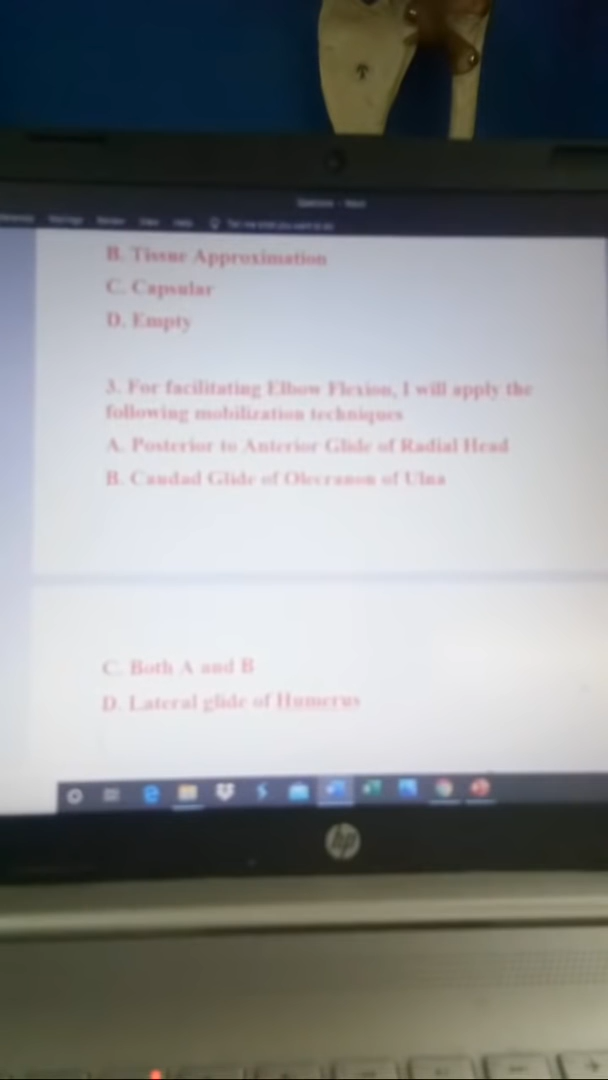 B. Tissue Approximation
C. Capsular
D. Empty
3. For facilitating Elbow Flexion, I will apply the
following mobilization techniques
A. Posterior to Anterior Glide of Radial Head
B. Caudad Glide of Olecranon of Ulna
C. Both A and B
D. Lateral glide of Humerus
hp